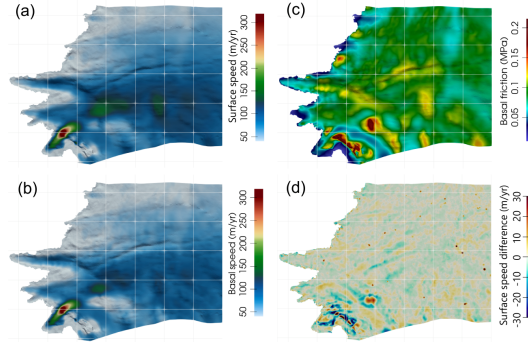 (a)
Surface speed (m/yr)
300
250
200
150
100
50
(c)
Basal friction (MPa)
0.2
0.15
0.1
0.05
(b)
Basal speed (m/yr)
300
250
200
150
100
50
(d)
Surface speed difference (m/yr)
30
20
10
0
-10
-20
-30